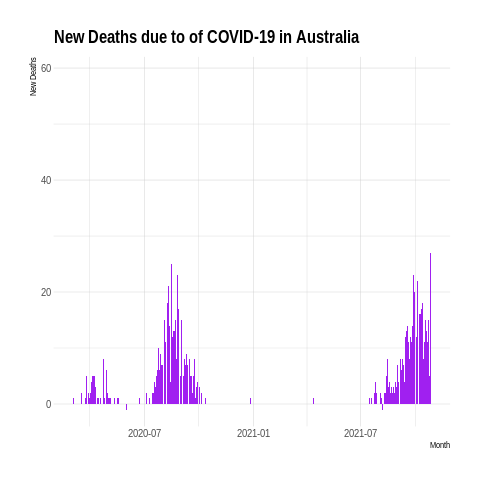 New Deaths due to of COVID-19 in Australia
New Deaths
60
40
20
0
2020-07
2021-01
2021-07
Month